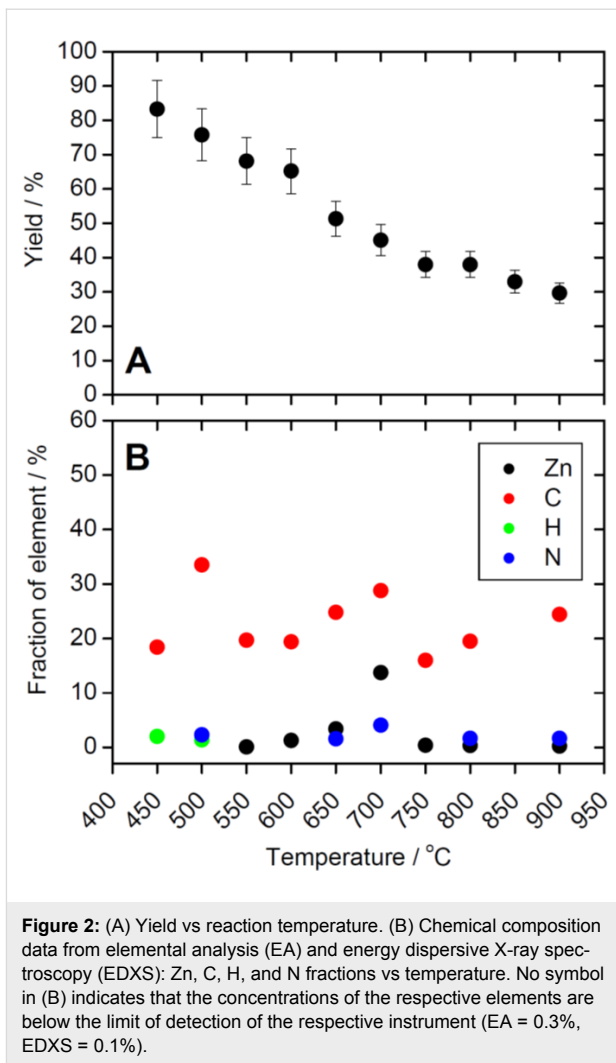 100
90
80
70
60
50
40
30
20
10
0
Yield / %
A
60
50
40
30
20
10
0
Fraction of element / %
B
Zn
C
H
N
400 450 500 550 600 650 700 750 800 850 900 950
Temperature / °C
Figure 2: (A) Yield vs reaction temperature. (B) Chemical composition
data from elemental analysis (EA) and energy dispersive X-ray spec-
troscopy (EDXS): Zn, C, H, and N fractions vs temperature. No symbol
in (B) indicates that the concentrations of the respective elements are
below the limit of detection of the respective instrument (EA = 0.3%,
EDXS = 0.1%).